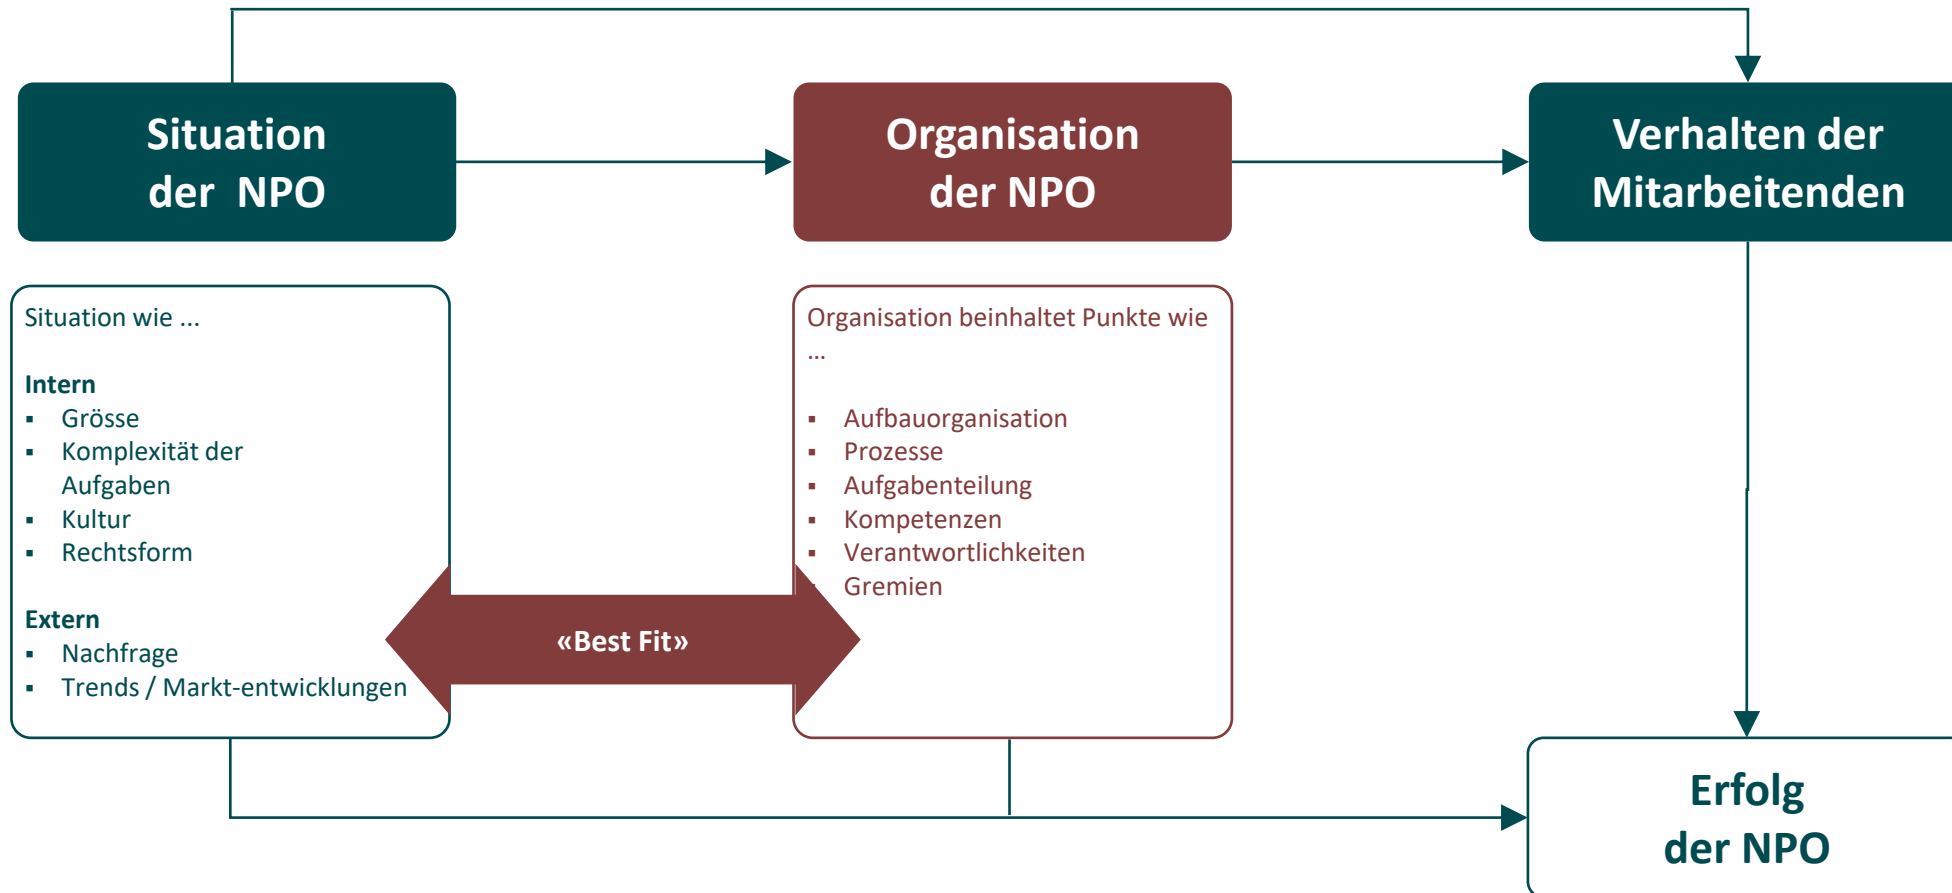 Situation
der NPO
Organisation
der NPO
Verhalten der
Mitarbeitenden
Situation wie ...
Intern
▪ Grösse
▪ Komplexität der
Aufgaben
▪ Kultur
▪ Rechtsform
Extern
▪ Nachfrage
▪ Trends / Markt-entwicklungen
Organisation beinhaltet Punkte wie
...
▪ Aufbauorganisation
▪ Prozesse
▪ Aufgabenteilung
▪ Kompetenzen
▪ Verantwortlichkeiten
▪ Gremien
«Best Fit»
Erfolg
der NPO